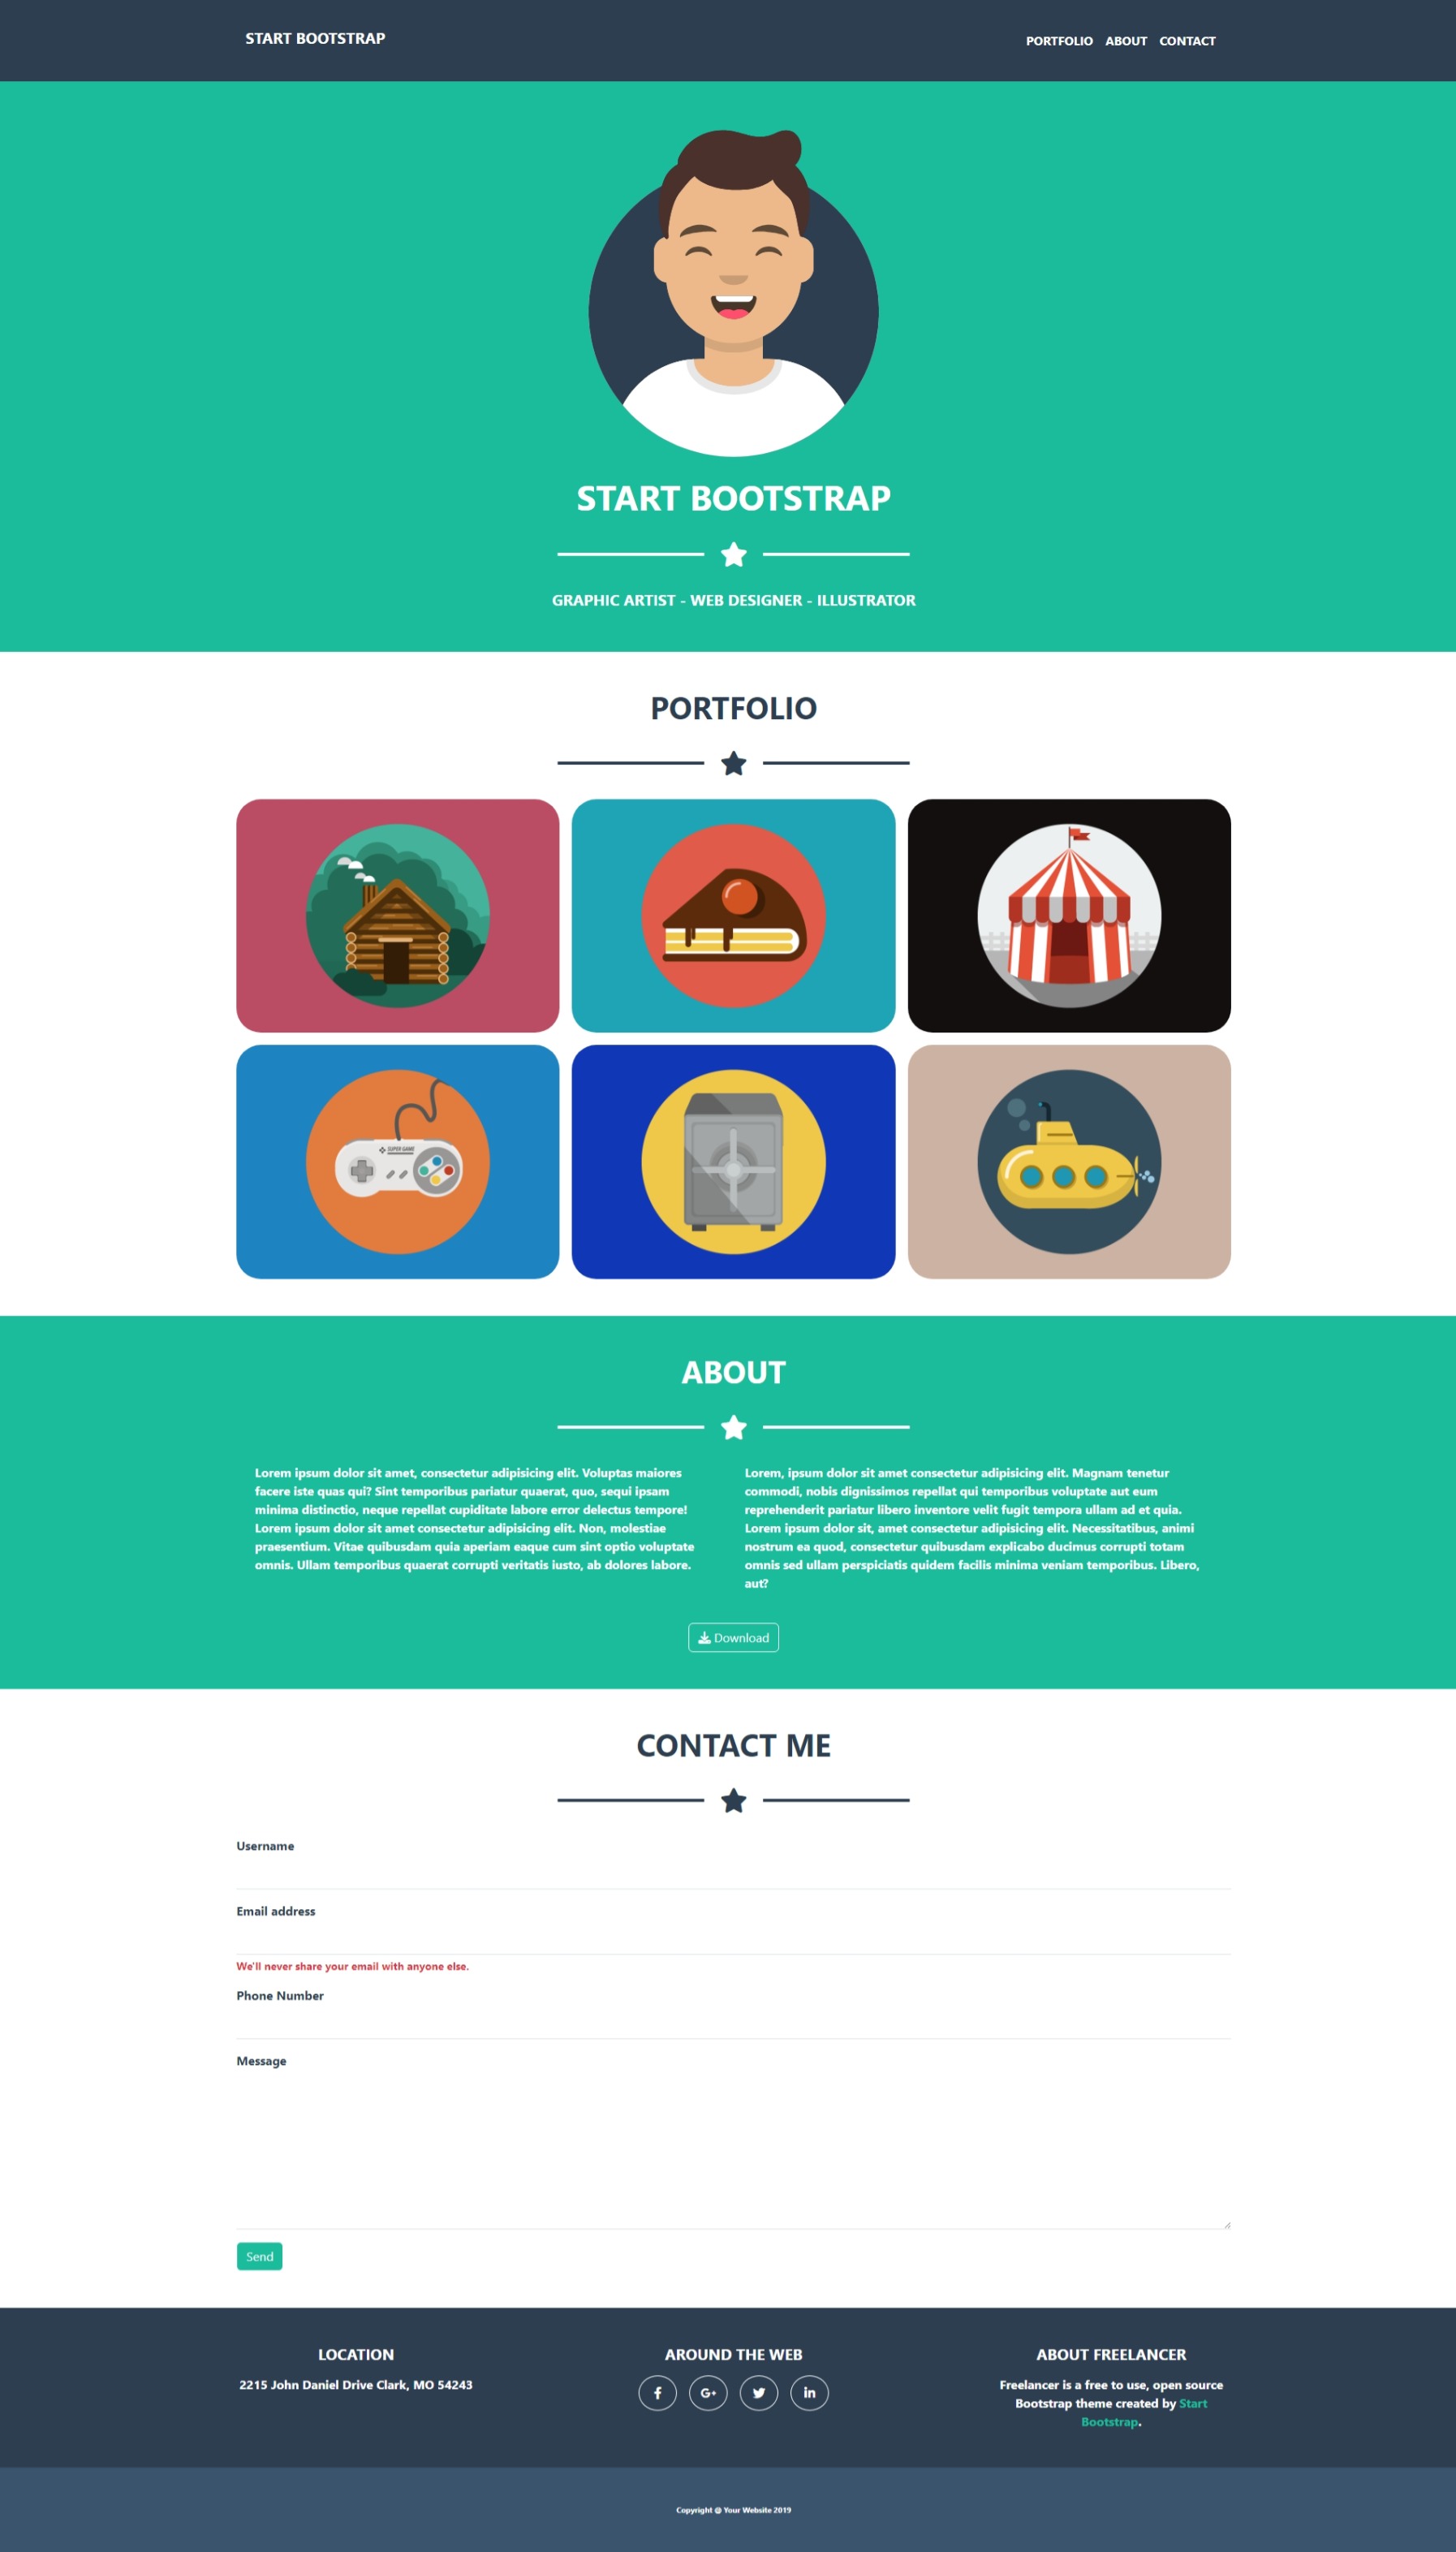 START BOOTSTRAP
PORTFOLIO ABOUT CONTACT
START BOOTSTRAP
GRAPHIC ARTIST - WEB DESIGNER - ILLUSTRATOR
PORTFOLIO
SUPER GAME
ABOUT
Lorem ipsum dolor sit amet, consectetur adipisicing elit. Voluptas maiores
facere iste quas qui? Sint temporibus pariatur quaerat, quo, sequi ipsam
minima distinctio, neque repellat cupiditate labore error delectus tempore!
Lorem ipsum dolor sit amet consectetur adipisicing elit. Non, molestiae
praesentium. Vitae quibusdam quia aperiam eaque cum sint optio voluptate
omnis. Ullam temporibus quaerat corrupti veritatis iusto, ab dolores labore.
Lorem, ipsum dolor sit amet consectetur adipisicing elit. Magnam tenetur
commodi, nobis dignissimos repellat qui temporibus voluptate aut eum
reprehenderit pariatur libero inventore velit fugit tempora ullam ad et quia.
Lorem ipsum dolor sit, amet consectetur adipisicing elit. Necessitatibus, animi
nostrum ea quod, consectetur quibusdam explicabo ducimus corrupti totam
omnis sed ullam perspiciatis quidem facilis minima veniam temporibus. Libero,
aut?
Download
CONTACT ME
Username
Email address
We'll never share your email with anyone else.
Phone Number
Message
Send
LOCATION
2215 John Daniel Drive Clark, MO 54243
AROUND THE WEB
ABOUT FREELANCER
Freelancer is a free to use, open source
Bootstrap theme created by Start
Bootstrap.
Copyright @ Your Website 2019